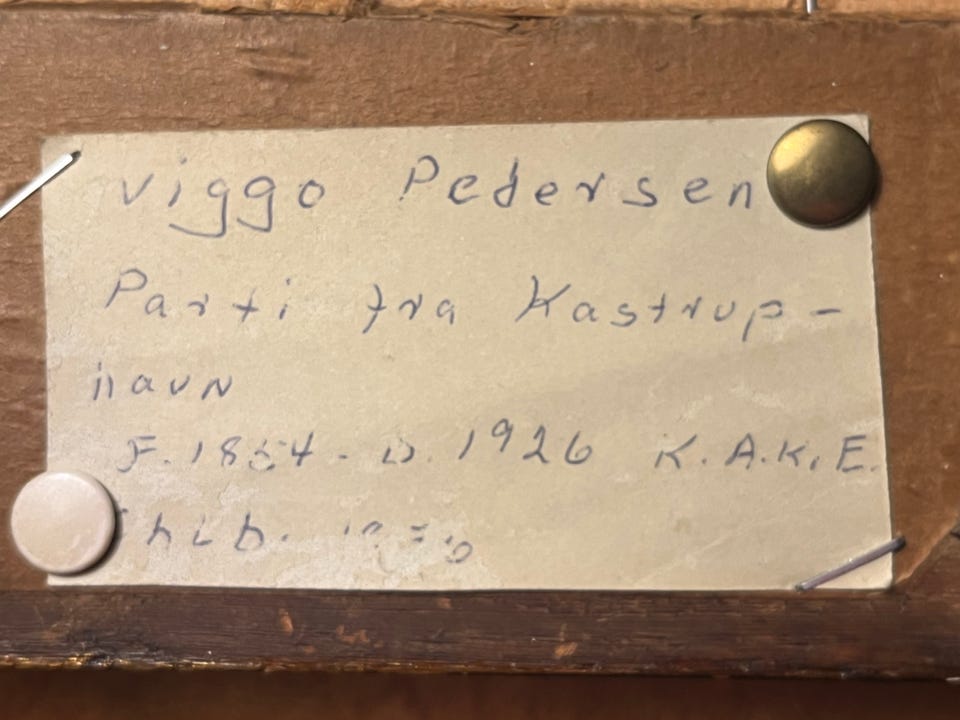 Viggo Pedersen
Parti fra Kastrup-
havn
F. 1854 - D. 1926 K.A.K.E.